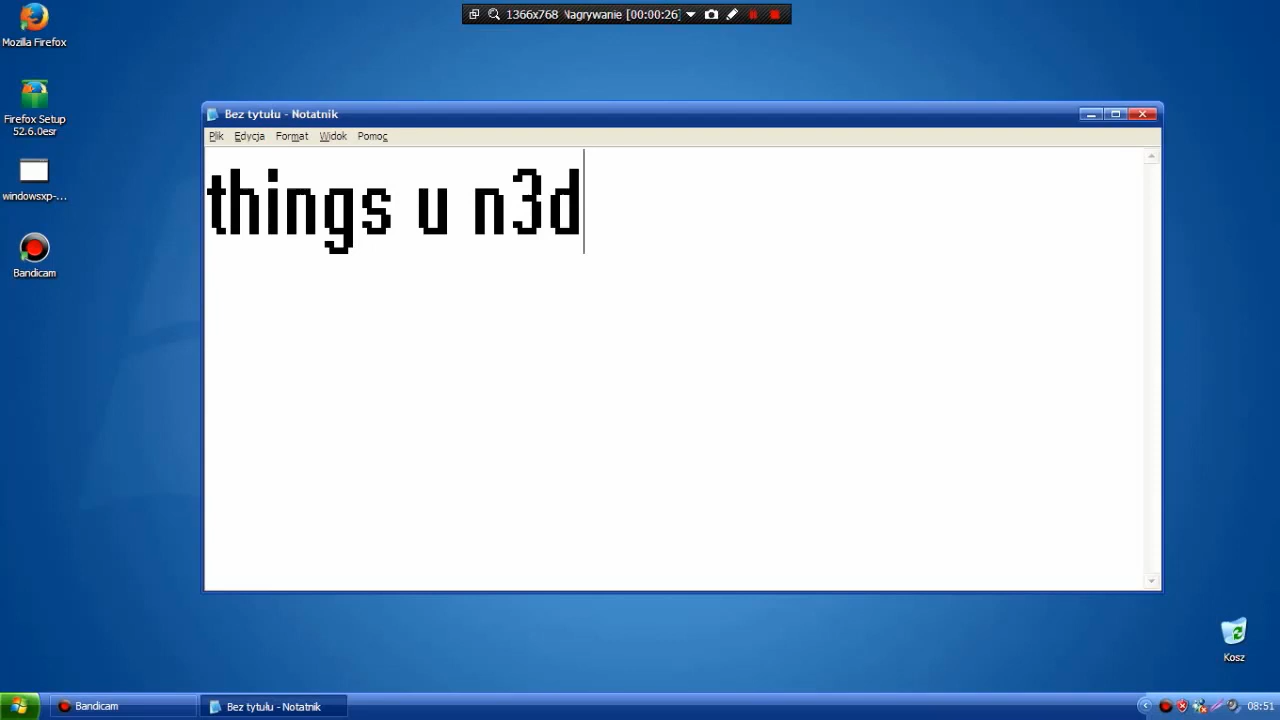 Mozilla Firefox
1366x768 Nagrywanie [00:00:26]
Firefox Setup
52.6.0esr
windowsxp-...
Bandicam
Bez tytułu - Notatnik
Plik Edycja Format Widok Pomoc
things u n3d
Kosz
Bandicam
Bez tytułu - Notatnik
08:51